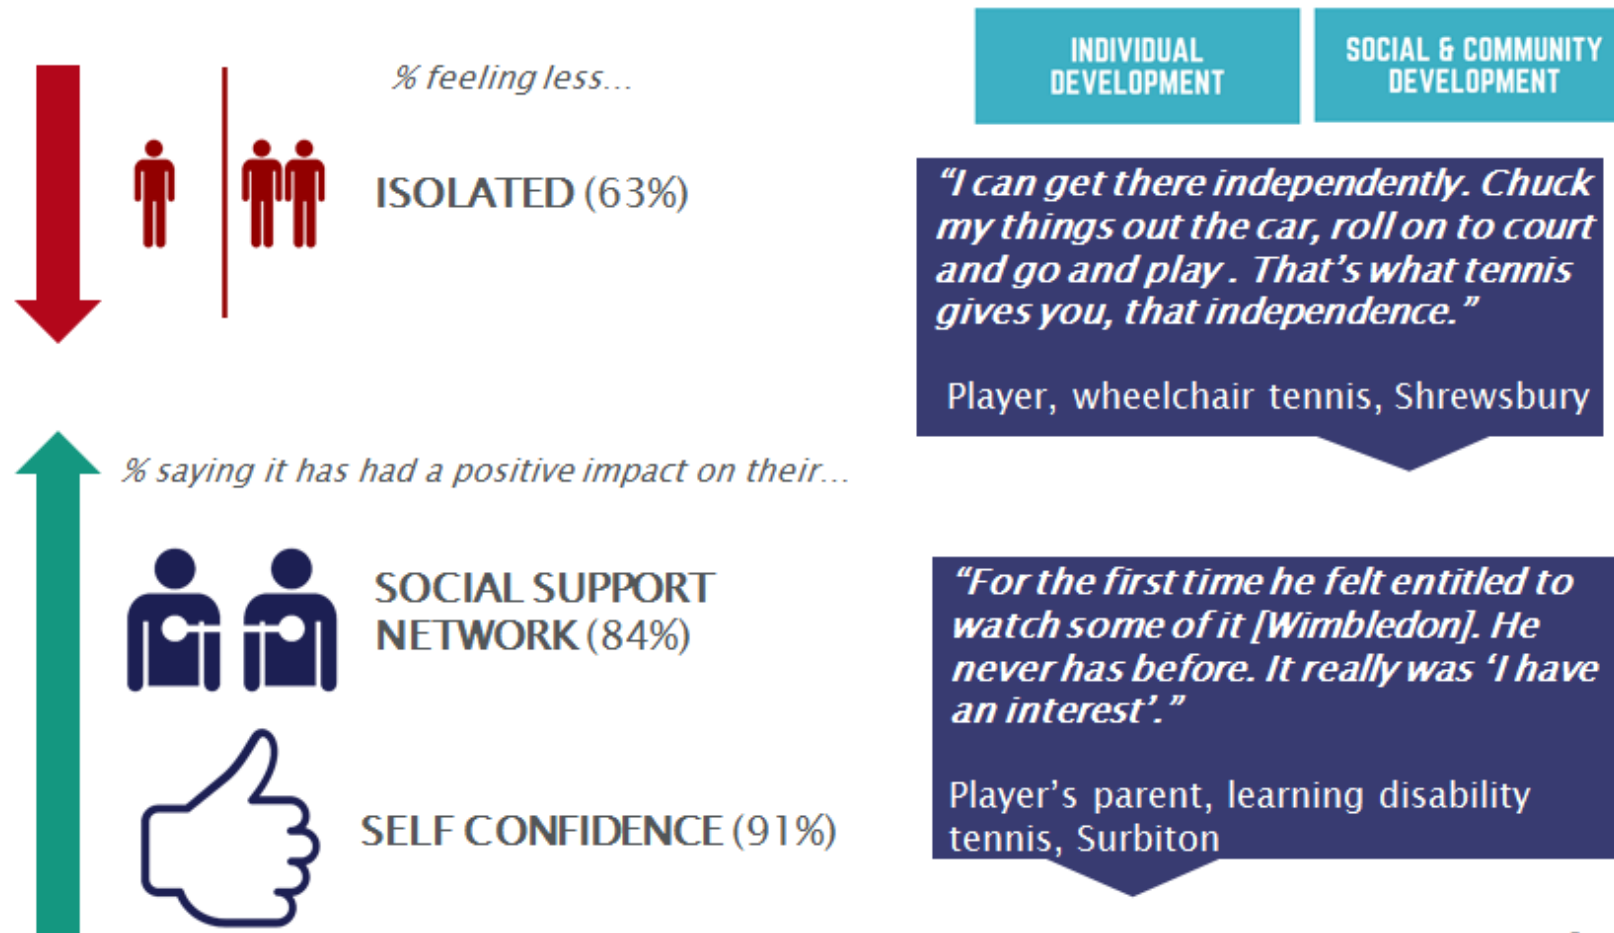 % feeling less...
ISOLATED (63%)
% saying it has had a positive impact on their...
SOCIAL SUPPORT
NETWORK (84%)
SELF CONFIDENCE (91%)
INDIVIDUAL
DEVELOPMENT
SOCIAL & COMMUNITY
DEVELOPMENT
“I can get there independently. Chuck
my things out the car, roll on to court
and go and play . That’s what tennis
gives you, that independence.”
Player, wheelchair tennis, Shrewsbury
“For the first time he felt entitled to
watch some of it [Wimbledon]. He
never has before. It really was ‘I have
an interest’.”
Player’s parent, learning disability
tennis, Surbiton